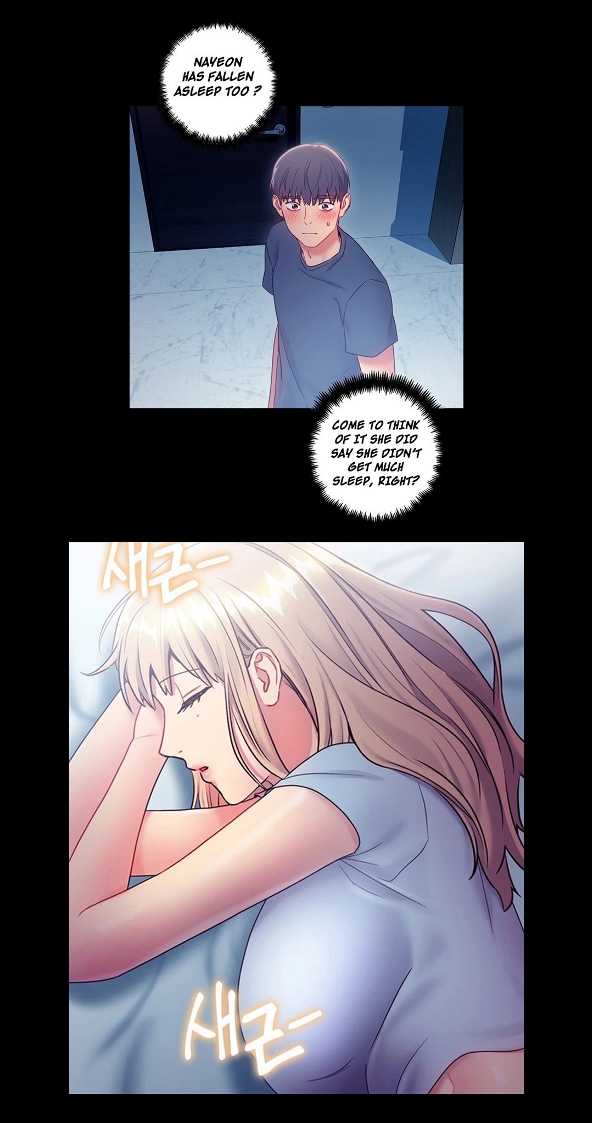 NAYEON
HAS FALLEN
ASLEEP TOO ?
COME TO THINK
OF IT SHE DID
SAY SHE DIDN'T
GET MUCH
SLEEP, RIGHT?
새근-
새근-